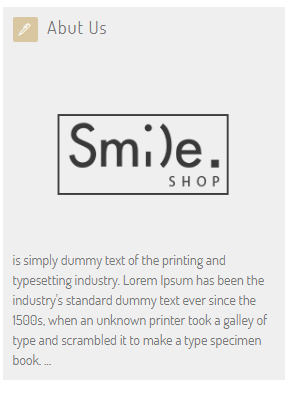 Abut Us
Smi)e.
SHOP
is simply dummy text of the printing and
typesetting industry. Lorem Ipsum has been the
industry's standard dummy text ever since the
1500s, when an unknown printer took a galley of
type and scrambled it to make a type specimen
book. ...